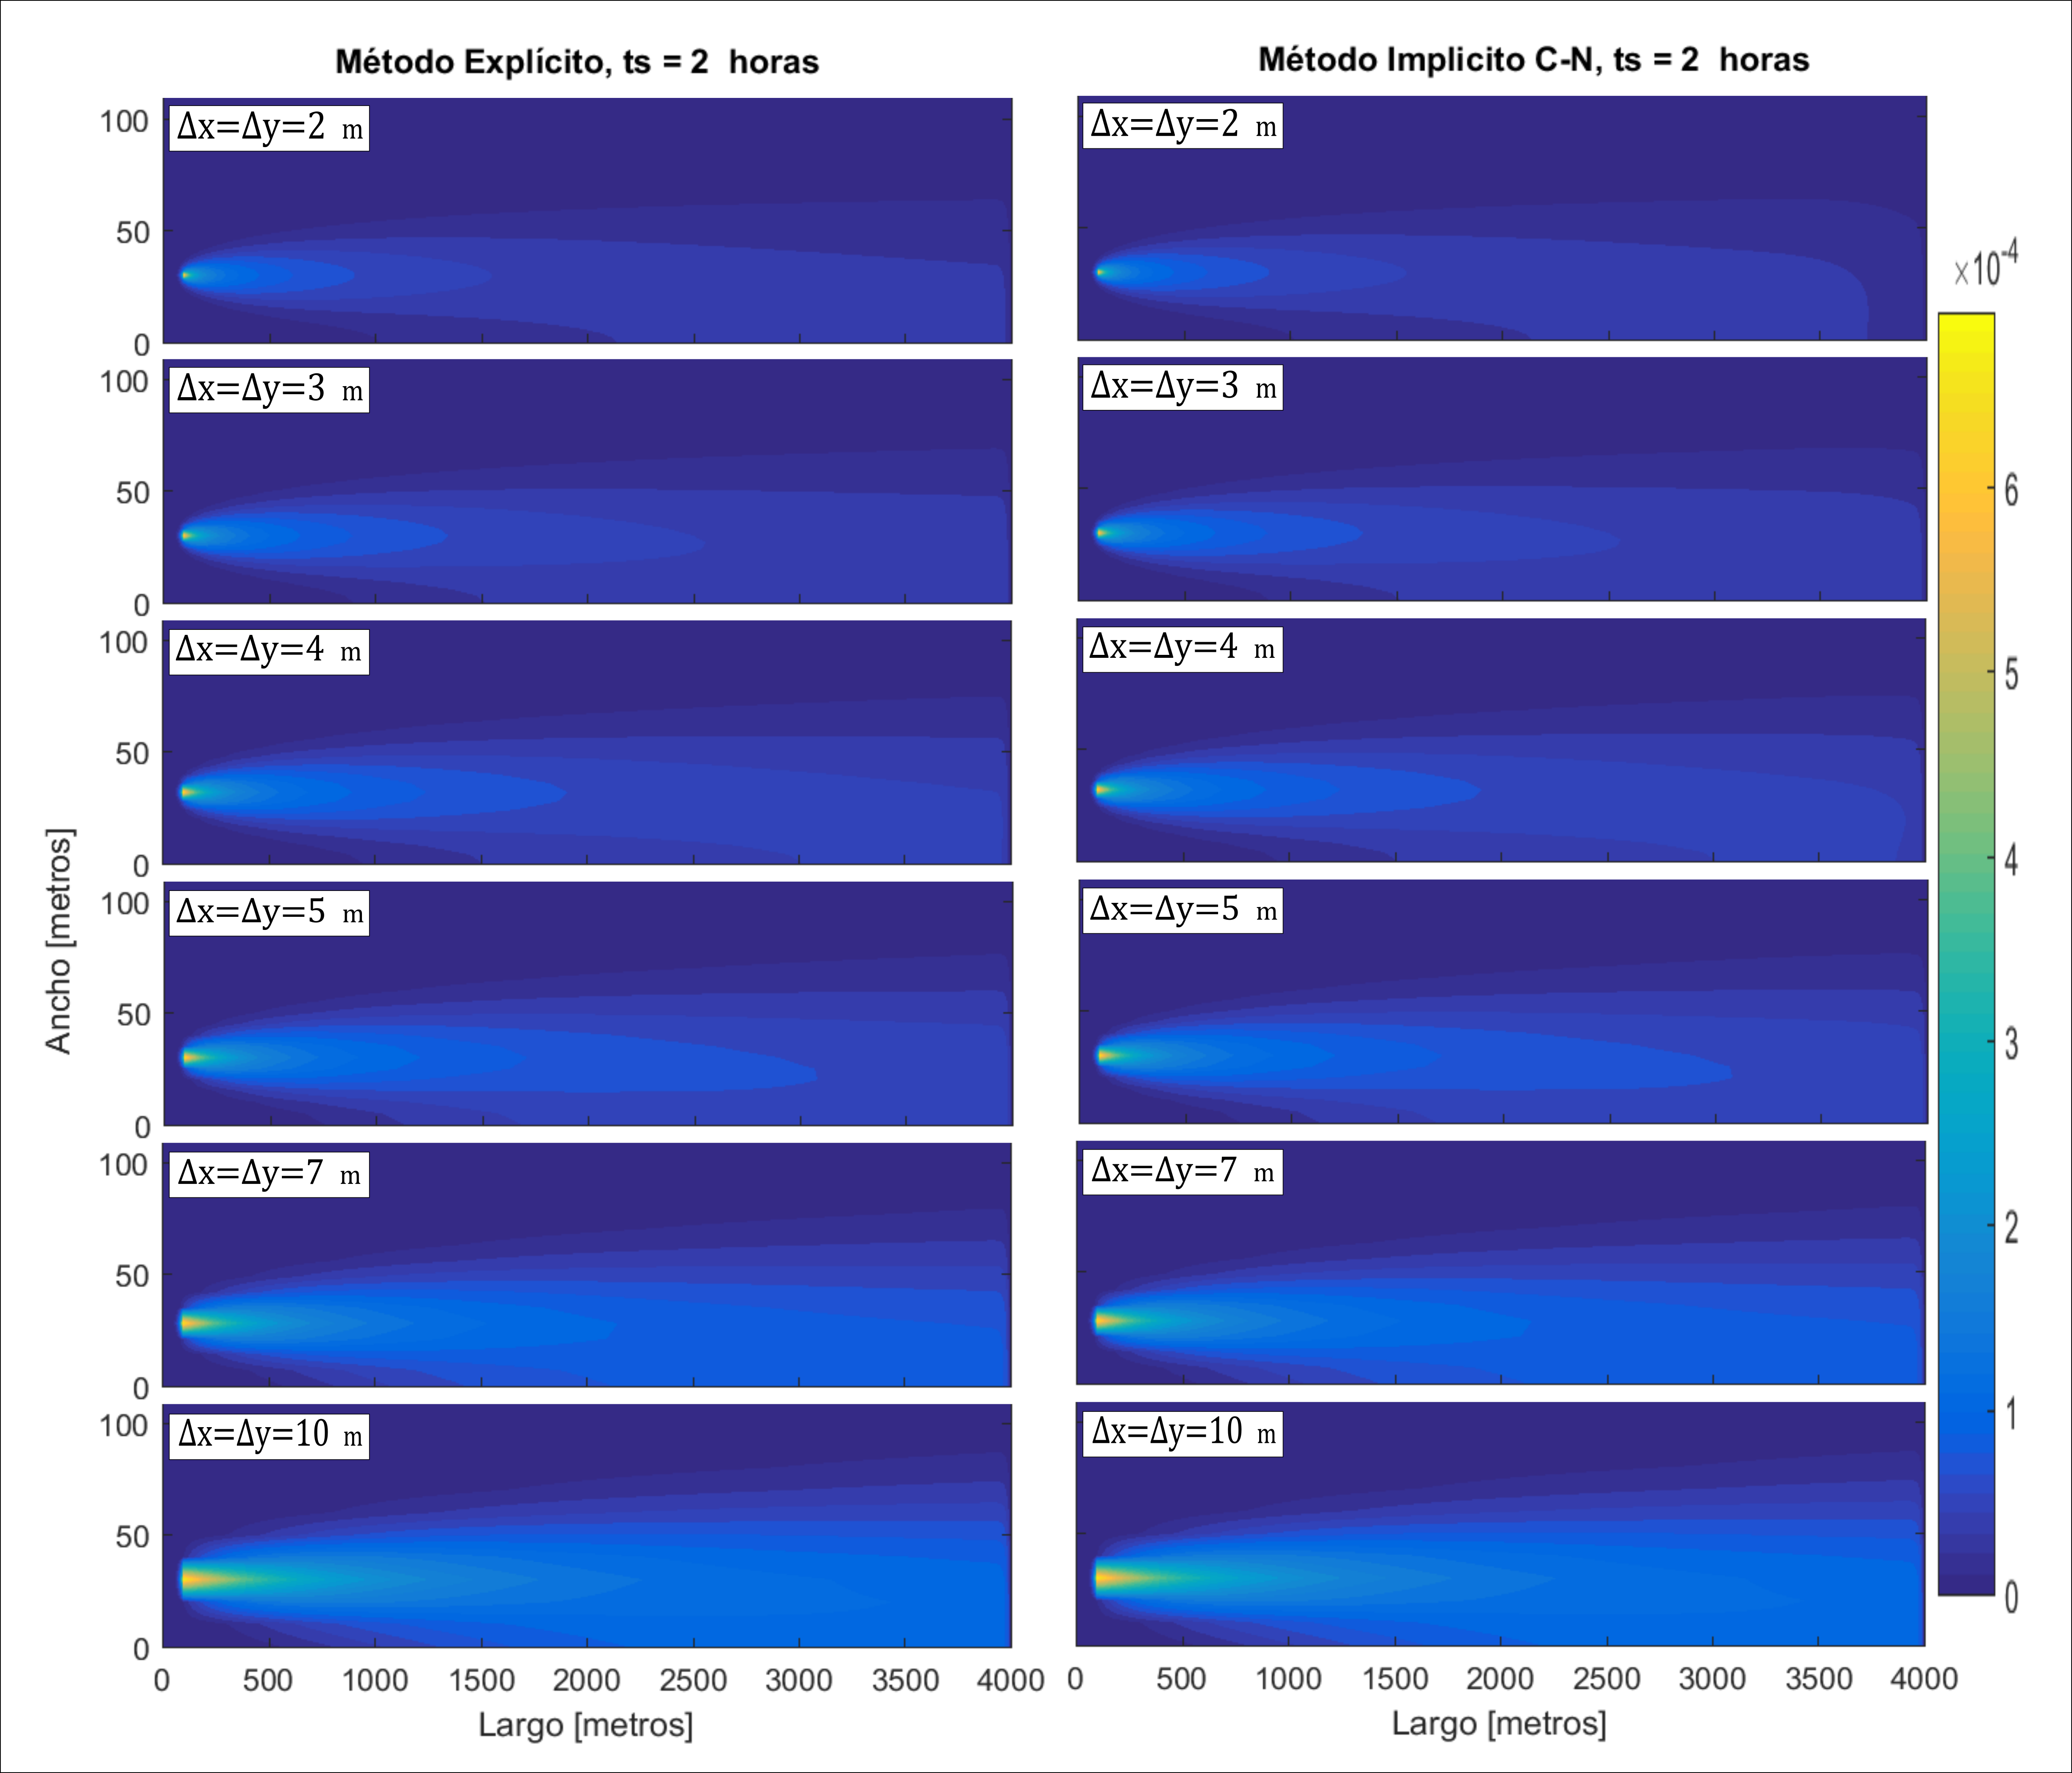 Método Explícito, ts = 2 horas
Método Implicito C-N, ts = 2 horas
Δx=Δy=2 m
Δx=Δy=2 m
100
50
0
Δx=Δy=3 m
Δx=Δy=3 m
100
50
0
Δx=Δy=4 m
Δx=Δy=4 m
100
50
0
Δx=Δy=5 m
Δx=Δy=5 m
100
50
0
Δx=Δy=7 m
Δx=Δy=7 m
100
50
0
Δx=Δy=10 m
Δx=Δy=10 m
100
50
0
Ancho [metros]
0 500 1000 1500 2000 2500 3000 3500 4000
0 500 1000 1500 2000 2500 3000 3500 4000
Largo [metros]
Largo [metros]
×10-4
6
5
4
3
2
1
0